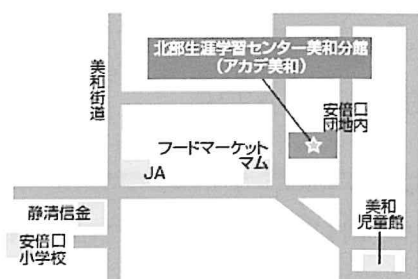 北部生涯学習センター美和分館
(アカデ美和)
美和街道
安倍口
団地内
フードマーケット
マム
JA
静清信金
安倍口
小学校
美和
児童館